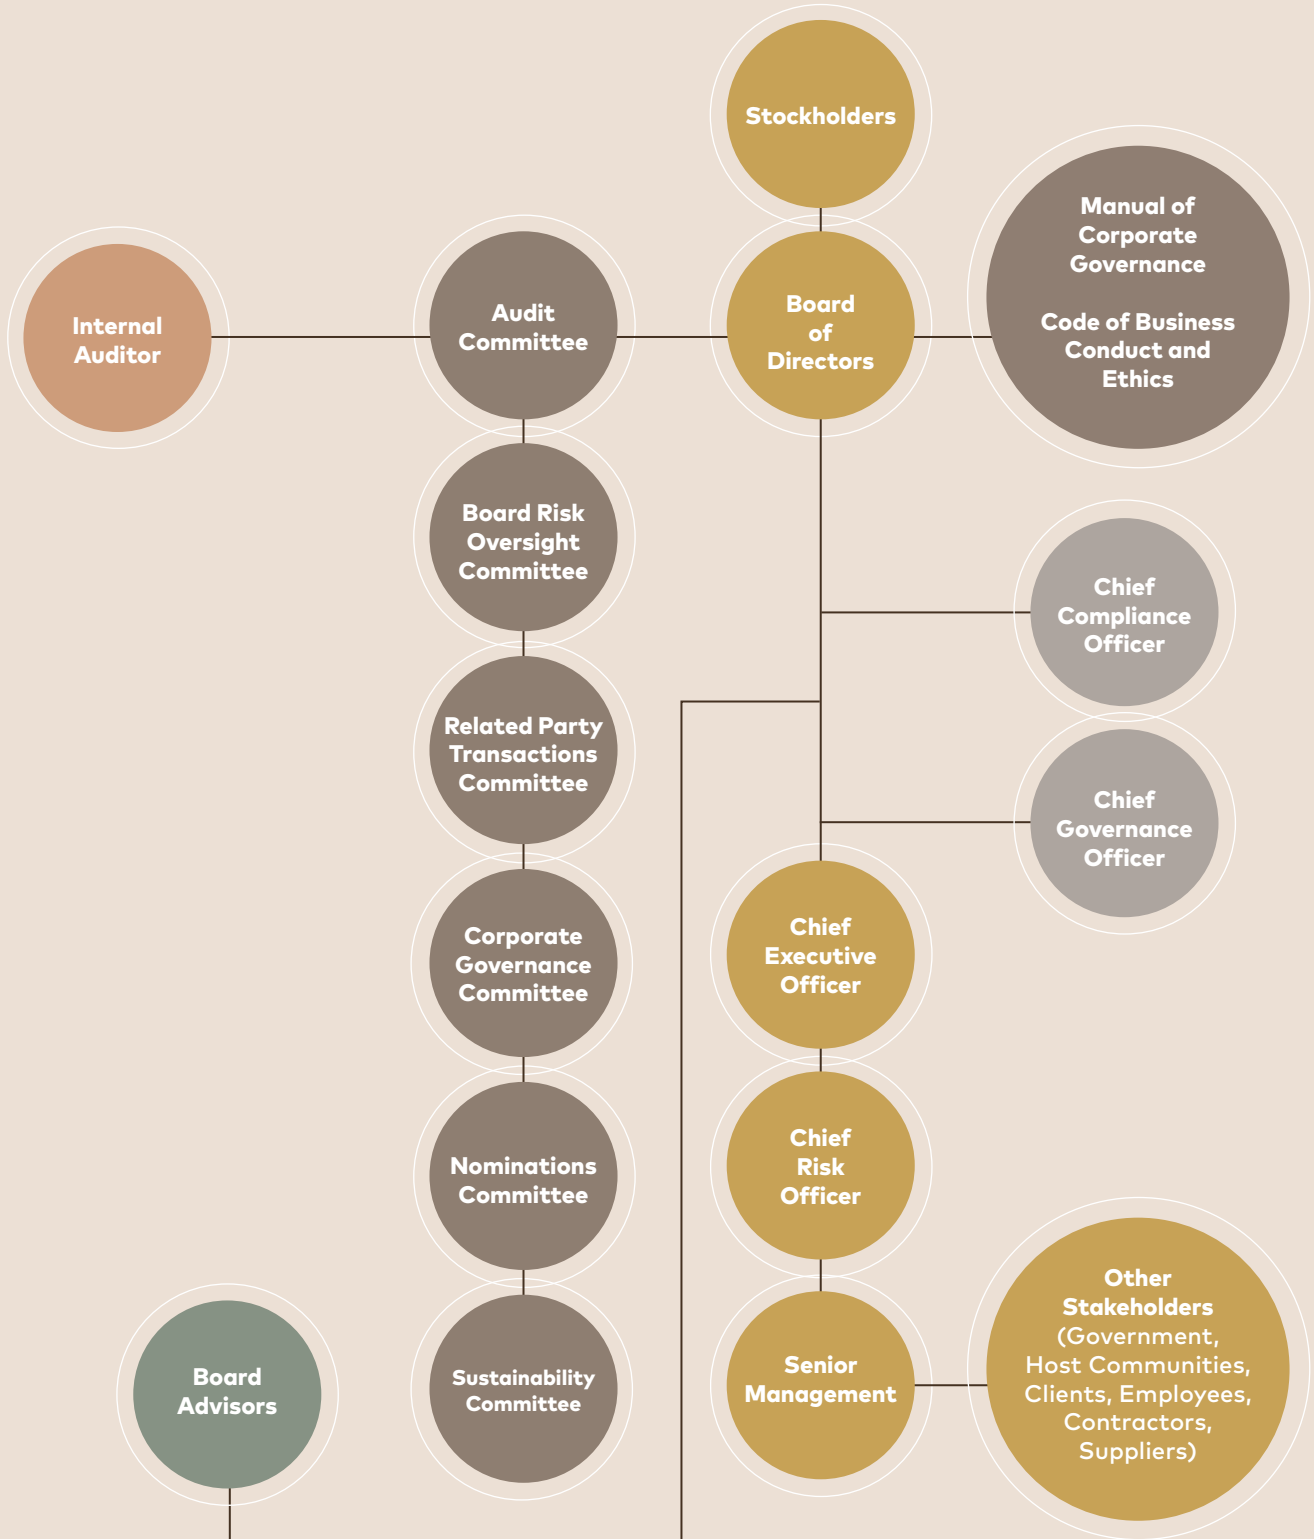 Stockholders
Manual of
Corporate
Governance
Code of Business
Conduct and
Ethics
Internal
Auditor
Audit
Committee
Board
of
Directors
Board Risk
Oversight
Committee
Chief
Compliance
Officer
Related Party
Transactions
Committee
Chief
Governance
Officer
Corporate
Governance
Committee
Chief
Executive
Officer
Nominations
Committee
Chief
Risk
Officer
Board
Advisors
Sustainability
Committee
Senior
Management
Other
Stakeholders
(Government,
Host Communities,
Clients, Employees,
Contractors,
Suppliers)